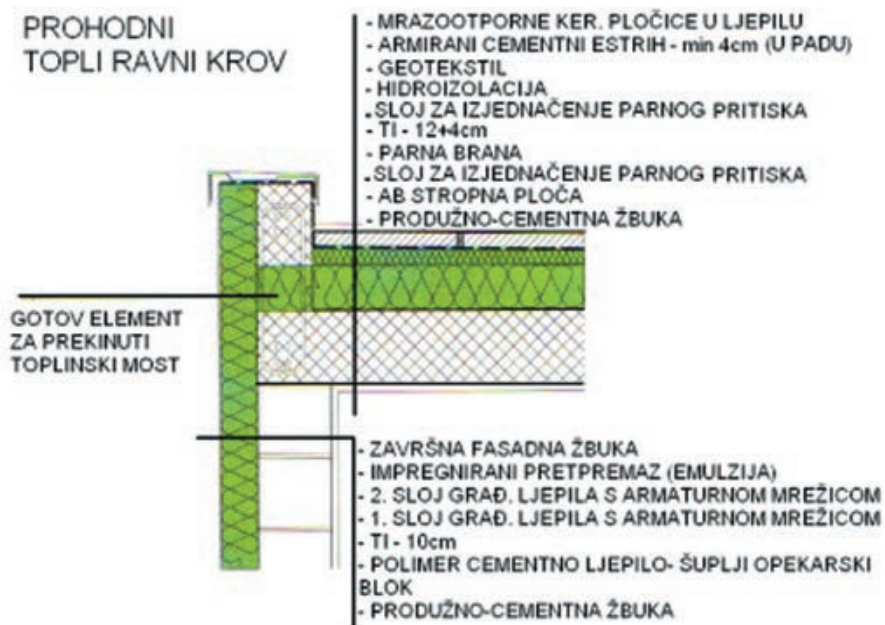 PROHODNI
TOPLI RAVNI KROV
- MRAZOOTPORNE KER. PLOČICE U LJEPILU
- ARMIRANI CEMENTNI ESTRIH - min 4cm (U PADU)
- GEOTEKSTIL
- HIDROIZOLACIJA
.SLOJ ZA IZJEDNAČENJE PARNOG PRITISKA
- TI - 12+4cm
- PARNA BRANA
.SLOJ ZA IZJEDNAČENJE PARNOG PRITISKA
- AB STROPNA PLOČA
- PRODUŽNO-CEMENTNA ŽBUKA
GOTOV ELEMENT
ZA PREKINUTI
TOPLINSKI MOST
- ZAVRŠNA FASADNA ŽBUKA
- IMPREGNIRANI PRETPREMAZ (EMULZIJA)
- 2. SLOJ GRAĐ. LJEPILA S ARMATURNOM MREŽICOM
- 1. SLOJ GRAĐ. LJEPILA S ARMATURNOM MREŽICOM
- TI - 10cm
- POLIMER CEMENTNO LJEPILO- ŠUPLJI OPEKARSKI
BLOK
- PRODUŽNO-CEMENTNA ŽBUKA